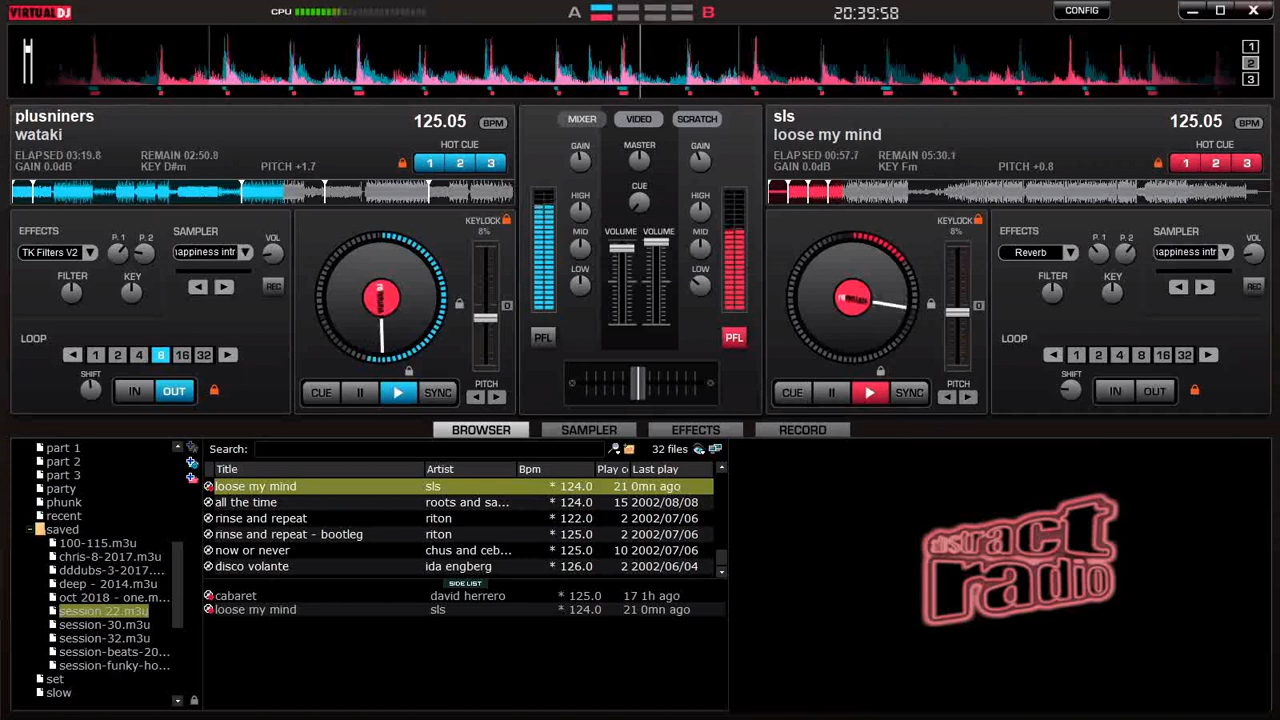 VIRTUAL DJ CPU A B 20:39:58 CONFIG
1
2
3
plusniners
wataki
125.05 BPM
ELAPSED 03:19.8 REMAIN 02:50.8
GAIN 0.0dB KEY D#m PITCH +1.7
HOT CUE
1 2 3
EFFECTS
TK Filters V2
P. 1 P. 2
SAMPLER
appiness intr
VOL
FILTER KEY
REC
LOOP
1 2 4 8 16 32
SHIFT
IN OUT
KEYLOCK
8%
CUE SYNC
PITCH
MIXER VIDEO SCRATCH
GAIN MASTER GAIN
HIGH CUE HIGH
MID VOLUME VOLUME MID
LOW LOW
PFL PFL
sls
loose my mind
125.05 BPM
ELAPSED 00:57.7 REMAIN 05:30.1
GAIN 0.0dB KEY Fm PITCH +0.8
HOT CUE
1 2 3
KEYLOCK
8%
CUE SYNC
PITCH
EFFECTS
Reverb
P. 1 P. 2
SAMPLER
appiness intr
VOL
FILTER KEY
REC
LOOP
1 2 4 8 16 32
SHIFT
IN OUT
BROWSER SAMPLER EFFECTS RECORD
part 1
part 2
part 3
party
phunk
recent
saved
100-115.m3u
chris-8-2017.m3u
dddubs-3-2017....
deep - 2014.m3u
oct 2018 - one.m...
session 22.m3u
session-30.m3u
session-32.m3u
session-beats-20...
session-funky-ho...
set
slow
Search: 32 files
Title Artist Bpm Play c Last play
loose my mind sls * 124.0 21 0mn ago
all the time roots and sa... * 124.0 15 2002/08/08
rinse and repeat riton * 122.0 2 2002/07/06
rinse and repeat - bootleg riton * 125.0 2 2002/07/06
now or never chus and ceb... * 125.0 10 2002/07/06
disco volante ida engberg * 126.0 2 2002/06/04
SIDE LIST
cabaret david herrero * 125.0 17 1h ago
loose my mind sls * 124.0 21 0mn ago
abstract
radio